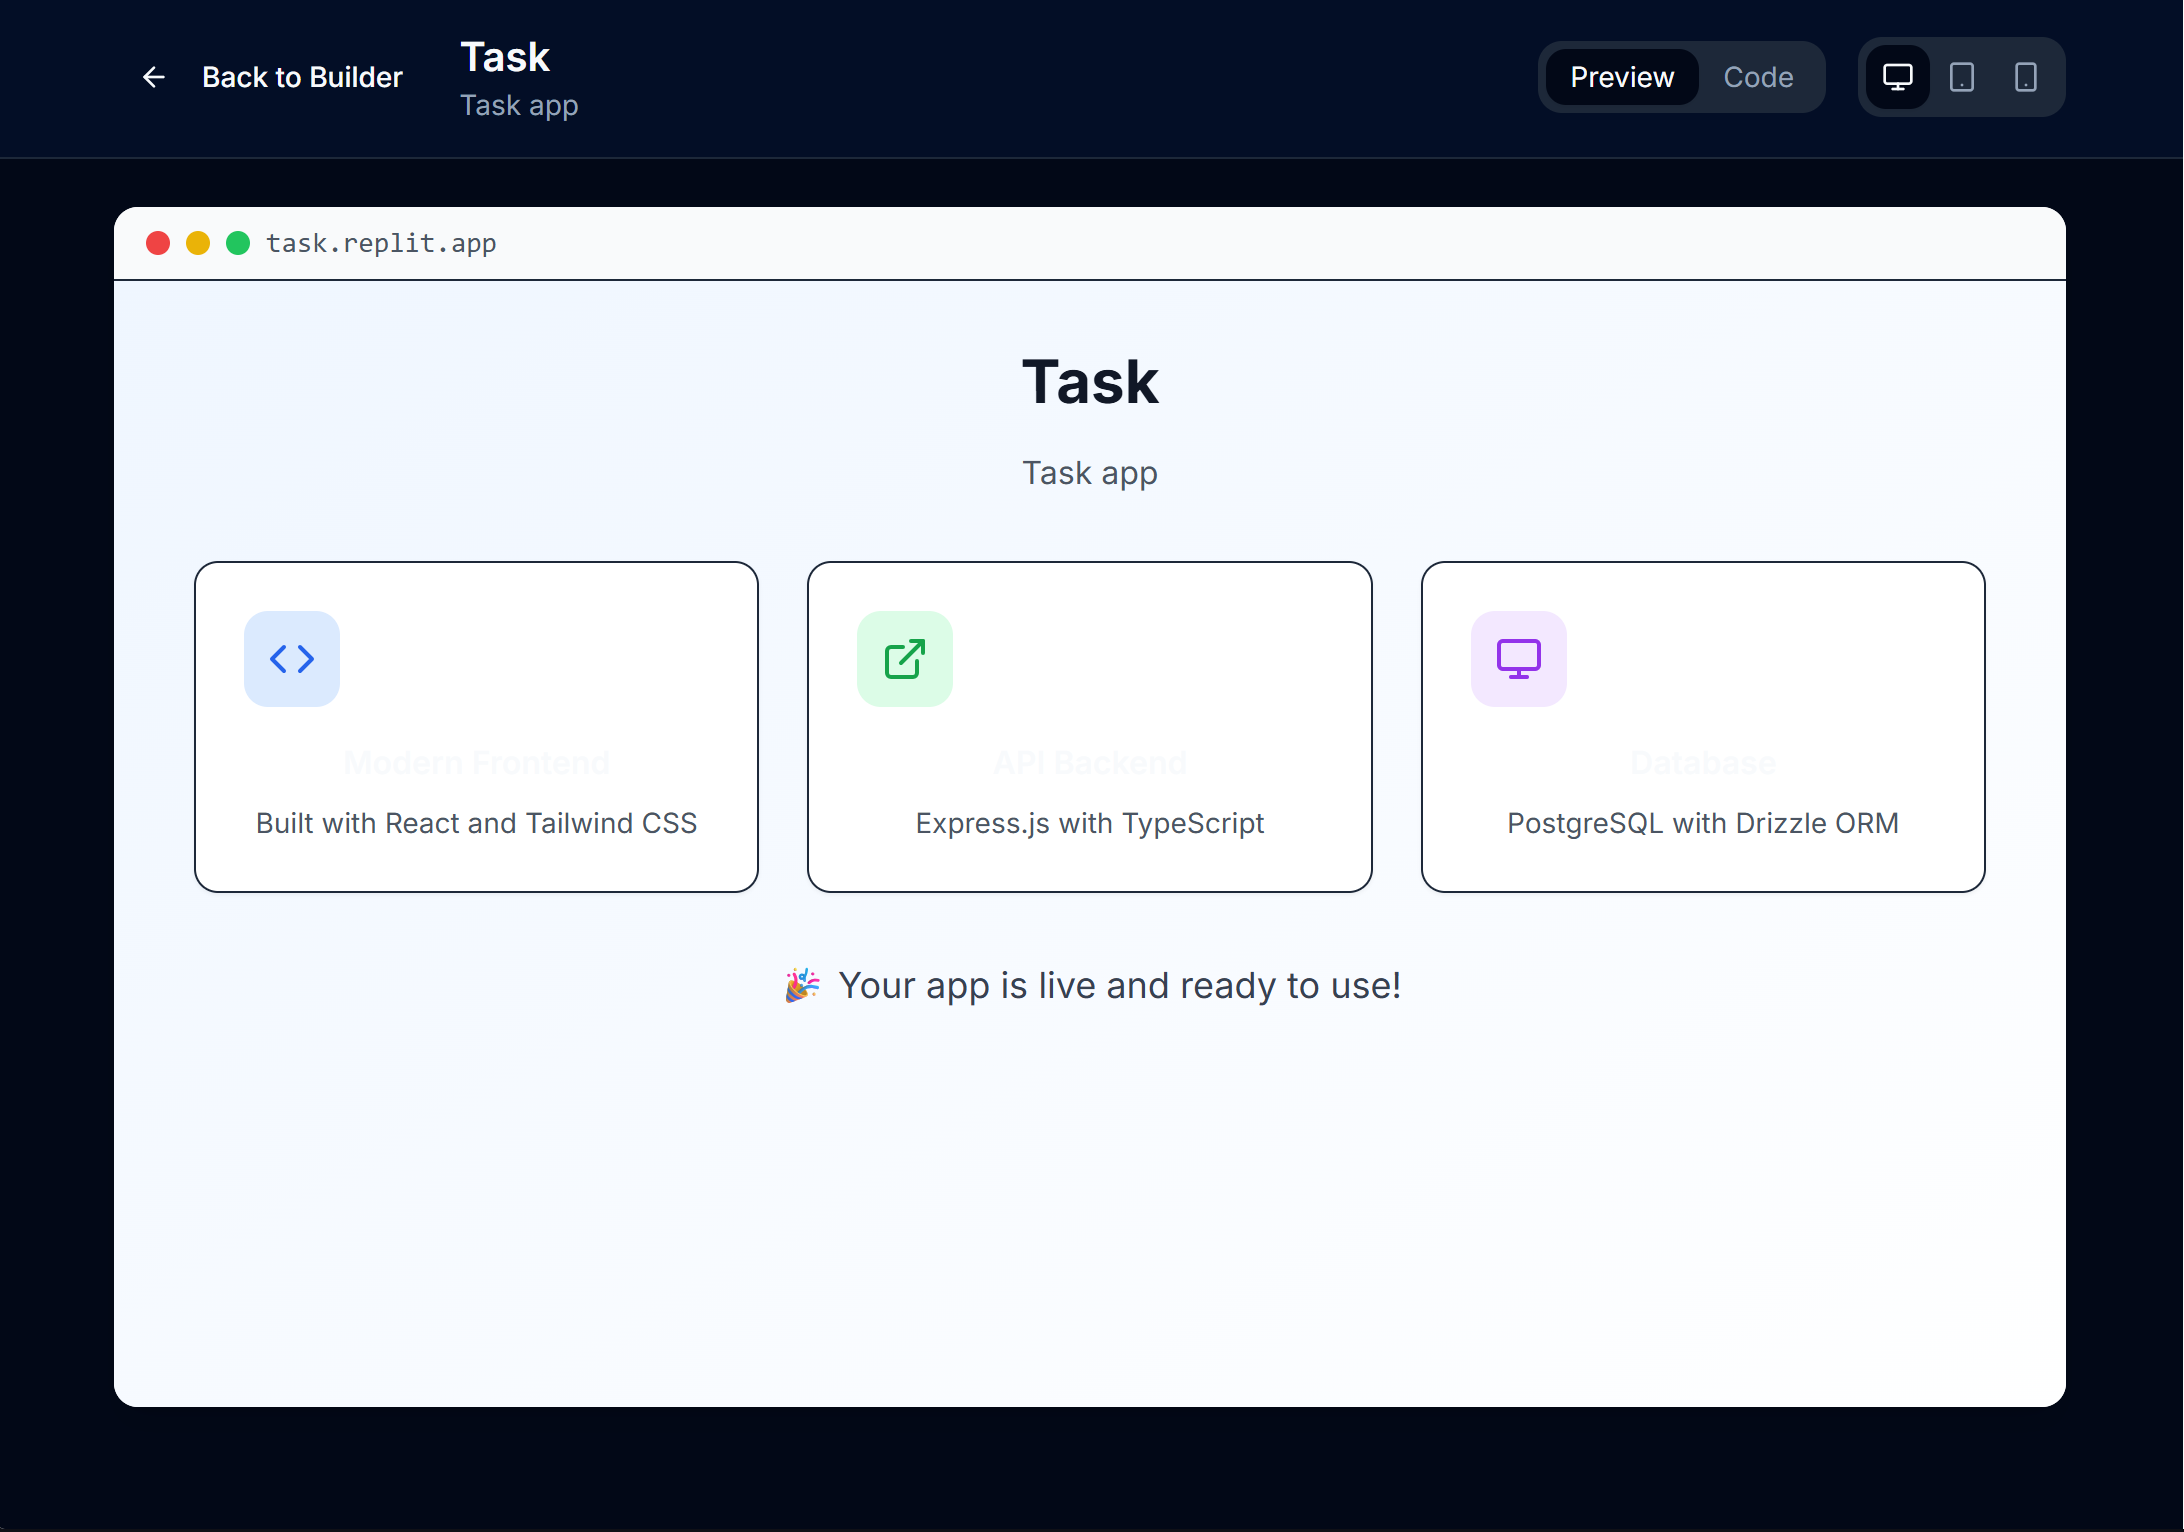 Back to Builder
Task
Task app
Preview
Code
task.replit.app
Task
Task app
Modern Frontend
Built with React and Tailwind CSS
API Backend
Express.js with TypeScript
Database
PostgreSQL with Drizzle ORM
🎉 Your app is live and ready to use!